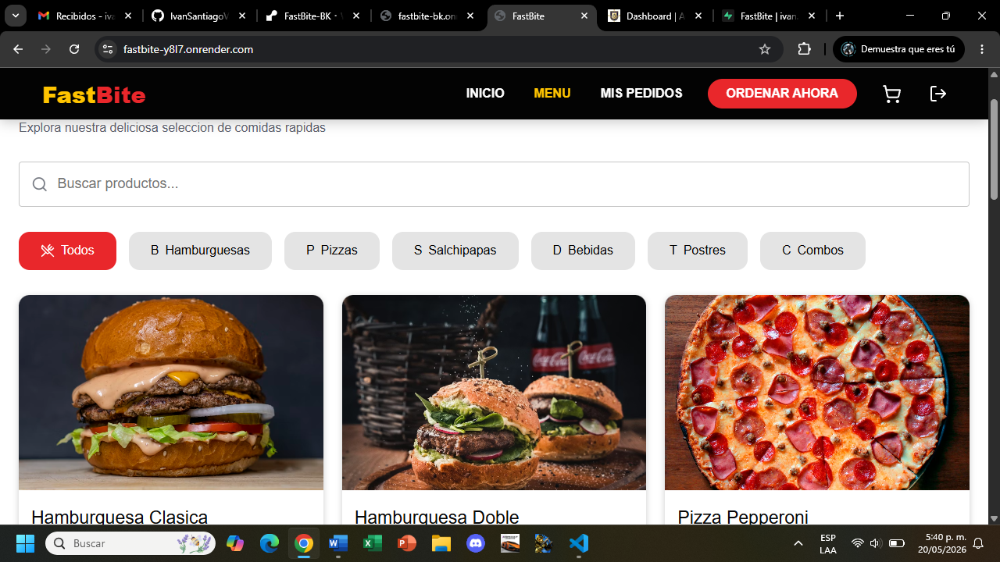 Recibidos - iva
IvanSantiagoV
FastBite-BK -
fastbite-bk.on
FastBite
Dashboard | A
FastBite | ivan.
fastbite-y8l7.onrender.com
Demuestra que eres tú
FastBite
INICIO
MENU
MIS PEDIDOS
ORDENAR AHORA
Explora nuestra deliciosa seleccion de comidas rapidas
Buscar productos...
Todos
B Hamburguesas
P Pizzas
S Salchipapas
D Bebidas
T Postres
C Combos
Coca-Cola
Hamburguesa Clasica
Hamburguesa Doble
Pizza Pepperoni
Buscar
ESP
LAA
5:40 p. m.
20/05/2026